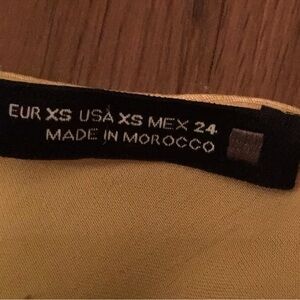 EUR XS USA XS MEX 24
MADE IN MOROCCO